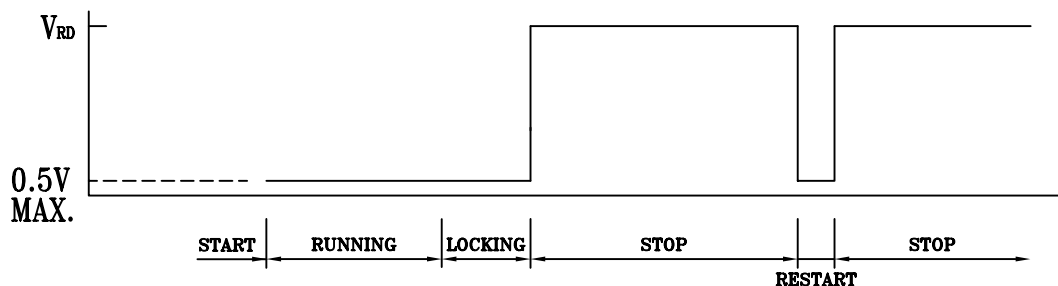 VRD
0.5V
MAX.
START RUNNING LOCKING STOP STOP
RESTART